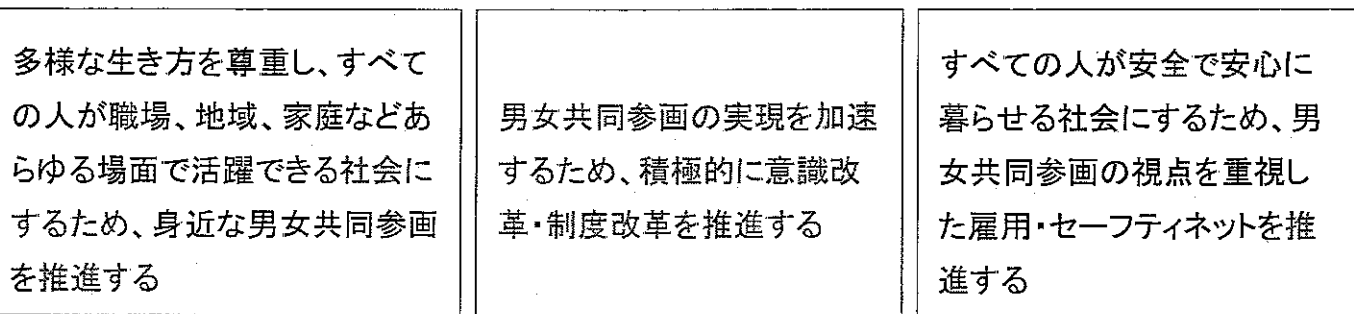 多様な生き方を尊重し、すべて
の人が職場、地域、家庭などあ
らゆる場面で活躍できる社会に
するため、身近な男女共同参画
を推進する
男女共同参画の実現を加速
するため、積極的に意識改
革・制度改革を推進する
すべての人が安全で安心に
暮らせる社会にするため、男
女共同参画の視点を重視し
た雇用・セーフティネットを推
進する